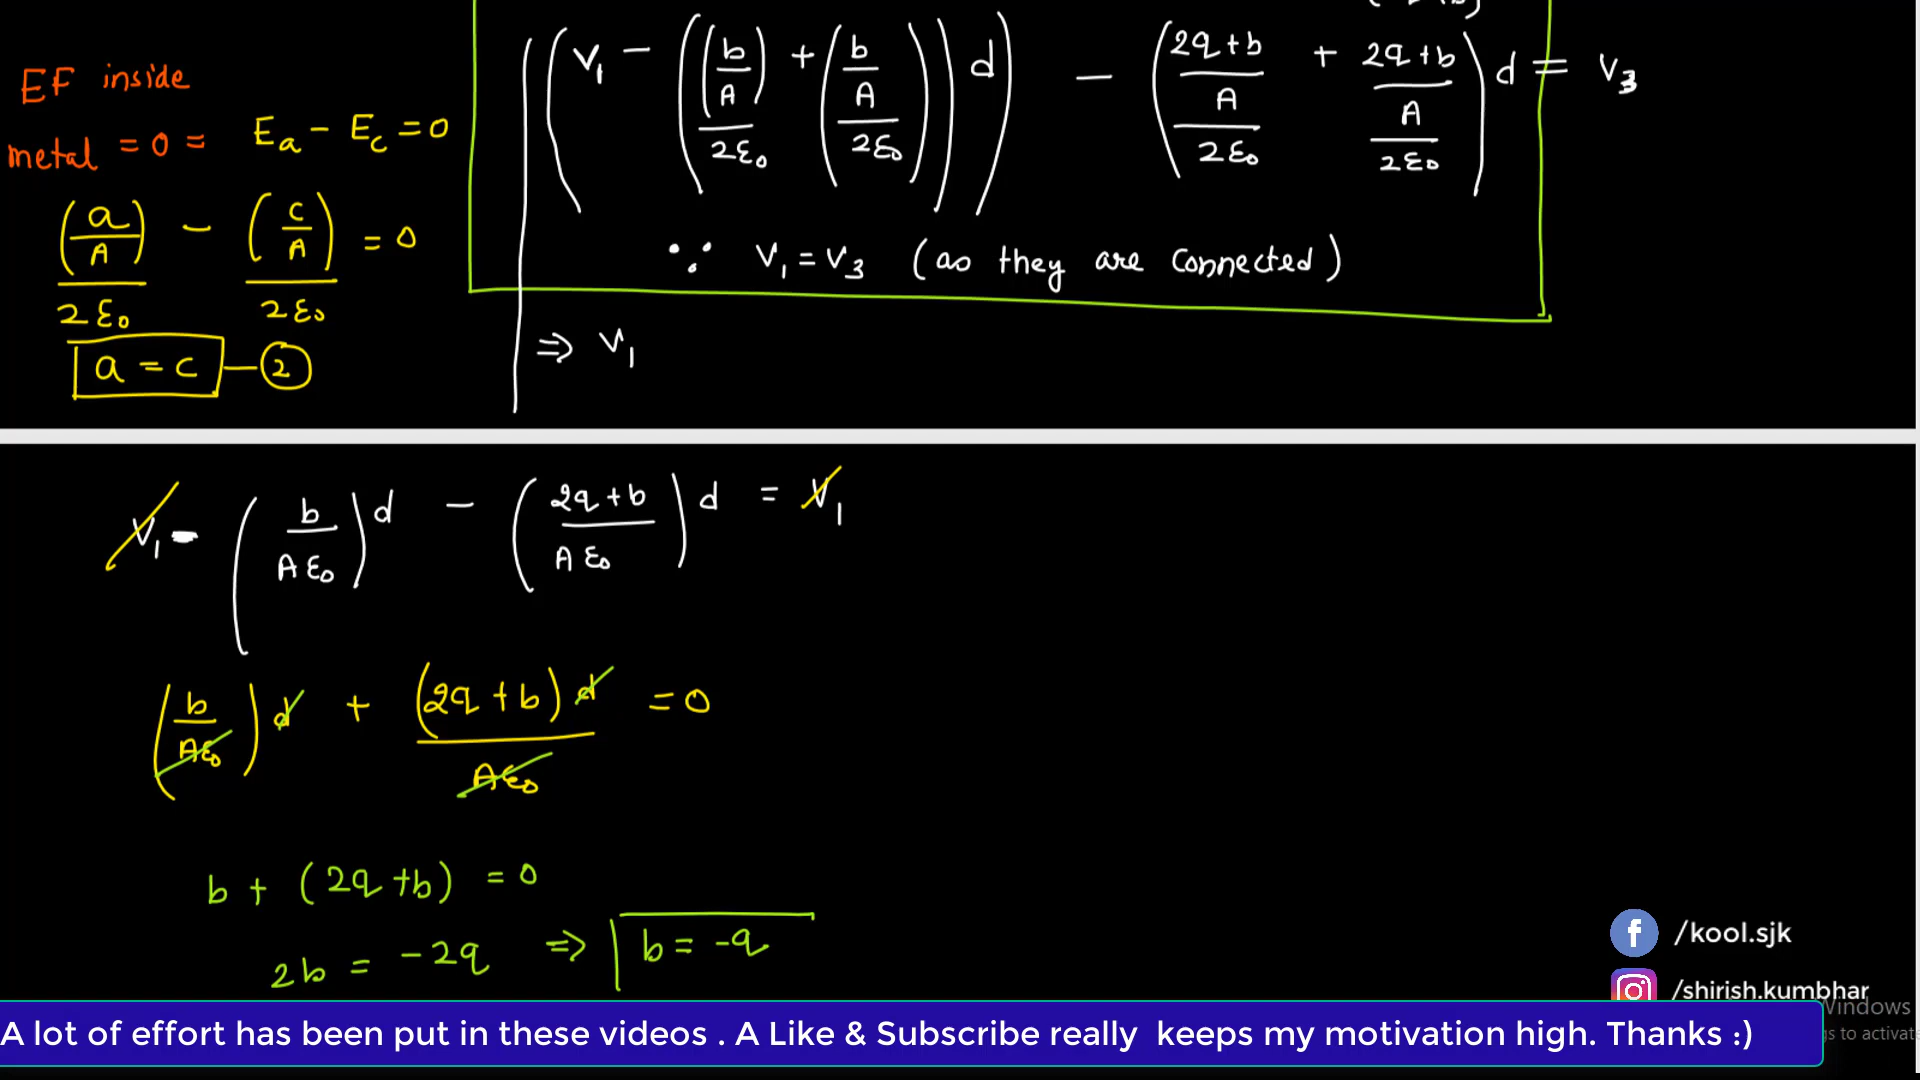 EF inside
metal = 0 = Ea - Ec = 0
(a/A)/2ε₀ - (c/A)/2ε₀ = 0
a = c — ②
(V₁ - ((b/A)/2ε₀ + (b/A)/2ε₀) d) - ((2q+b)/A/2ε₀ + (2q+b)/A/2ε₀) d = V₃
∵ V₁ = V₃ (as they are connected)
⇒ V₁
V₁ - (b/Aε₀) d - (2q+b/Aε₀) d = V₁
(b/Aε₀) d + (2q+b) d/Aε₀ = 0
b + (2q+b) = 0
2b = -2q ⇒ b = -q
/kool.sjk
/shirish.kumbhar
A lot of effort has been put in these videos . A Like & Subscribe really keeps my motivation high. Thanks :)